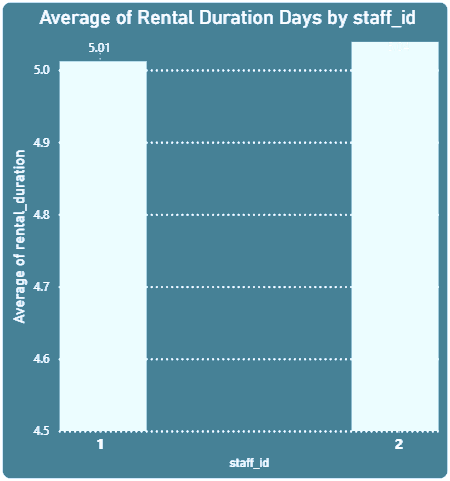 Average of Rental Duration Days by staff_id
5.01
5.0
4.9
4.8
4.7
4.6
4.5
Average of rental_duration
1 2
staff_id